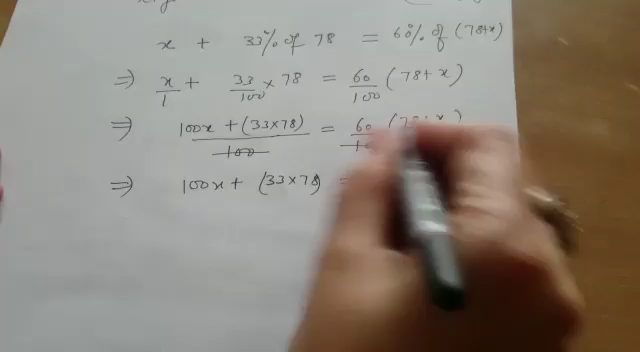 x + 33% of 78 = 60% of (78+x)
⇒ x/1 + 33/100 × 78 = 60/100 (78+x)
⇒ 100x + (33×78)/100 = 60
⇒ 100x + (33×78) =